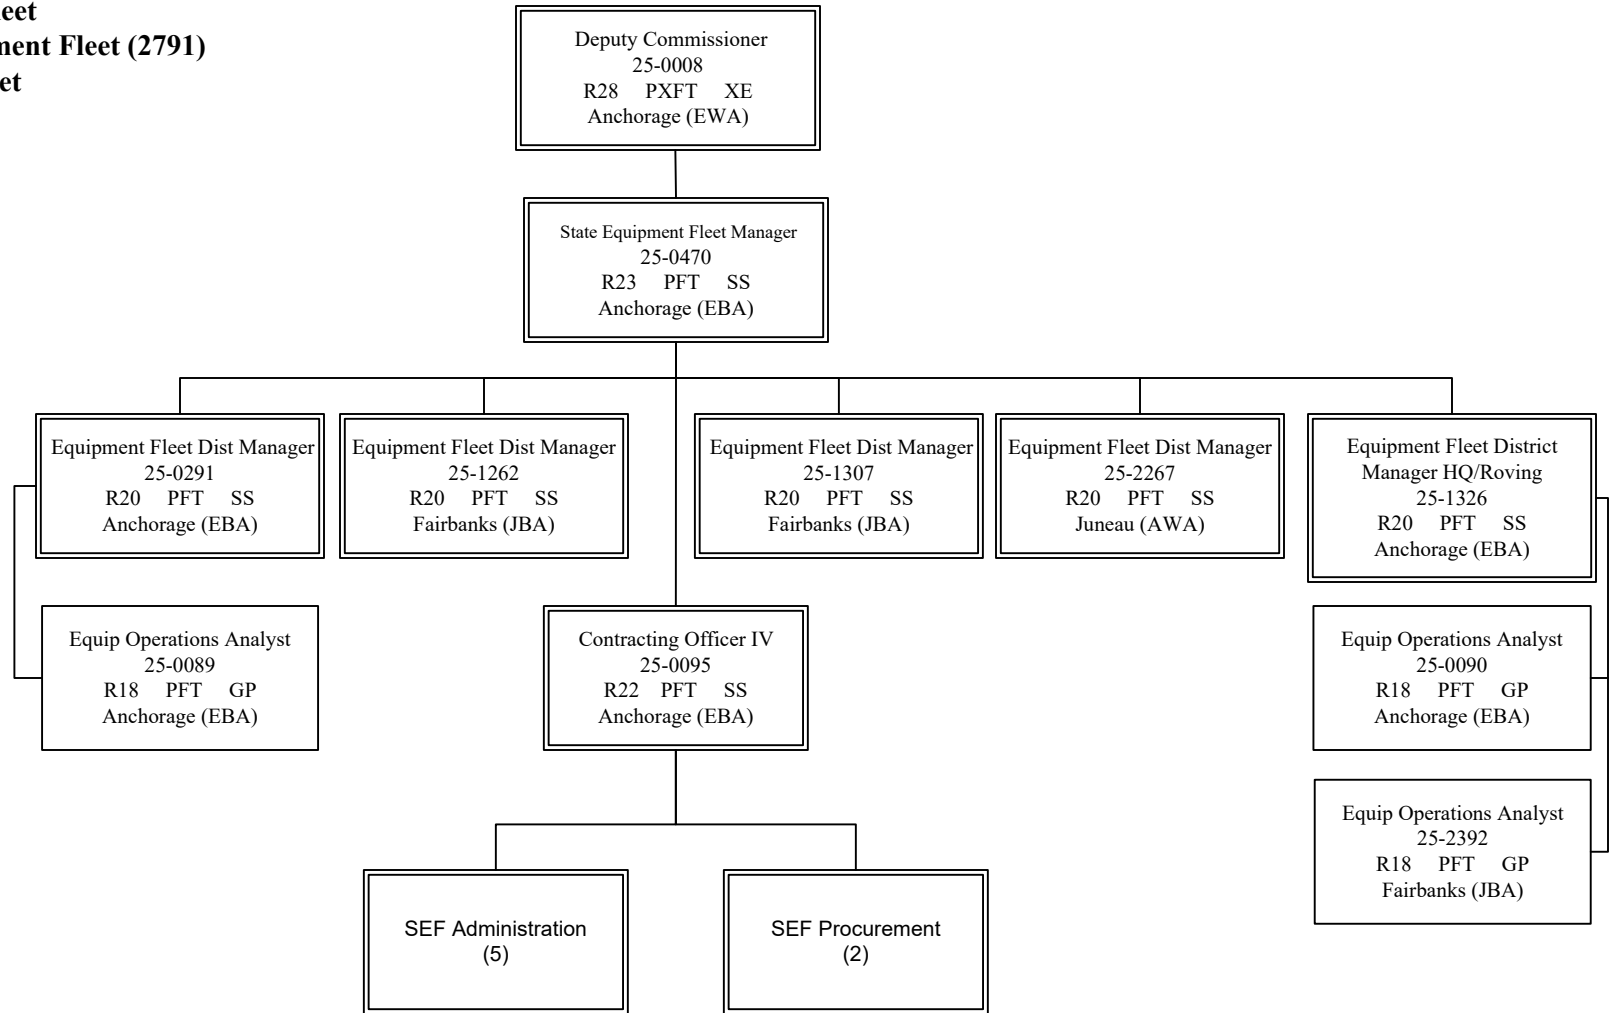 Fleet (2791)
Deputy Commissioner
25-0008
R28 PXFT XE
Anchorage (EWA)
State Equipment Fleet Manager
25-0470
R23 PFT SS
Anchorage (EBA)
Equipment Fleet Dist Manager
25-0291
R20 PFT SS
Anchorage (EBA)
Equipment Fleet Dist Manager
25-1262
R20 PFT SS
Fairbanks (JBA)
Equipment Fleet Dist Manager
25-1307
R20 PFT SS
Fairbanks (JBA)
Equipment Fleet Dist Manager
25-2267
R20 PFT SS
Juneau (AWA)
Equipment Fleet District
Manager HQ/Roving
25-1326
R20 PFT SS
Anchorage (EBA)
Equip Operations Analyst
25-0089
R18 PFT GP
Anchorage (EBA)
Contracting Officer IV
25-0095
R22 PFT SS
Anchorage (EBA)
Equip Operations Analyst
25-0090
R18 PFT GP
Anchorage (EBA)
Equip Operations Analyst
25-2392
R18 PFT GP
Fairbanks (JBA)
SEF Administration
(5)
SEF Procurement
(2)